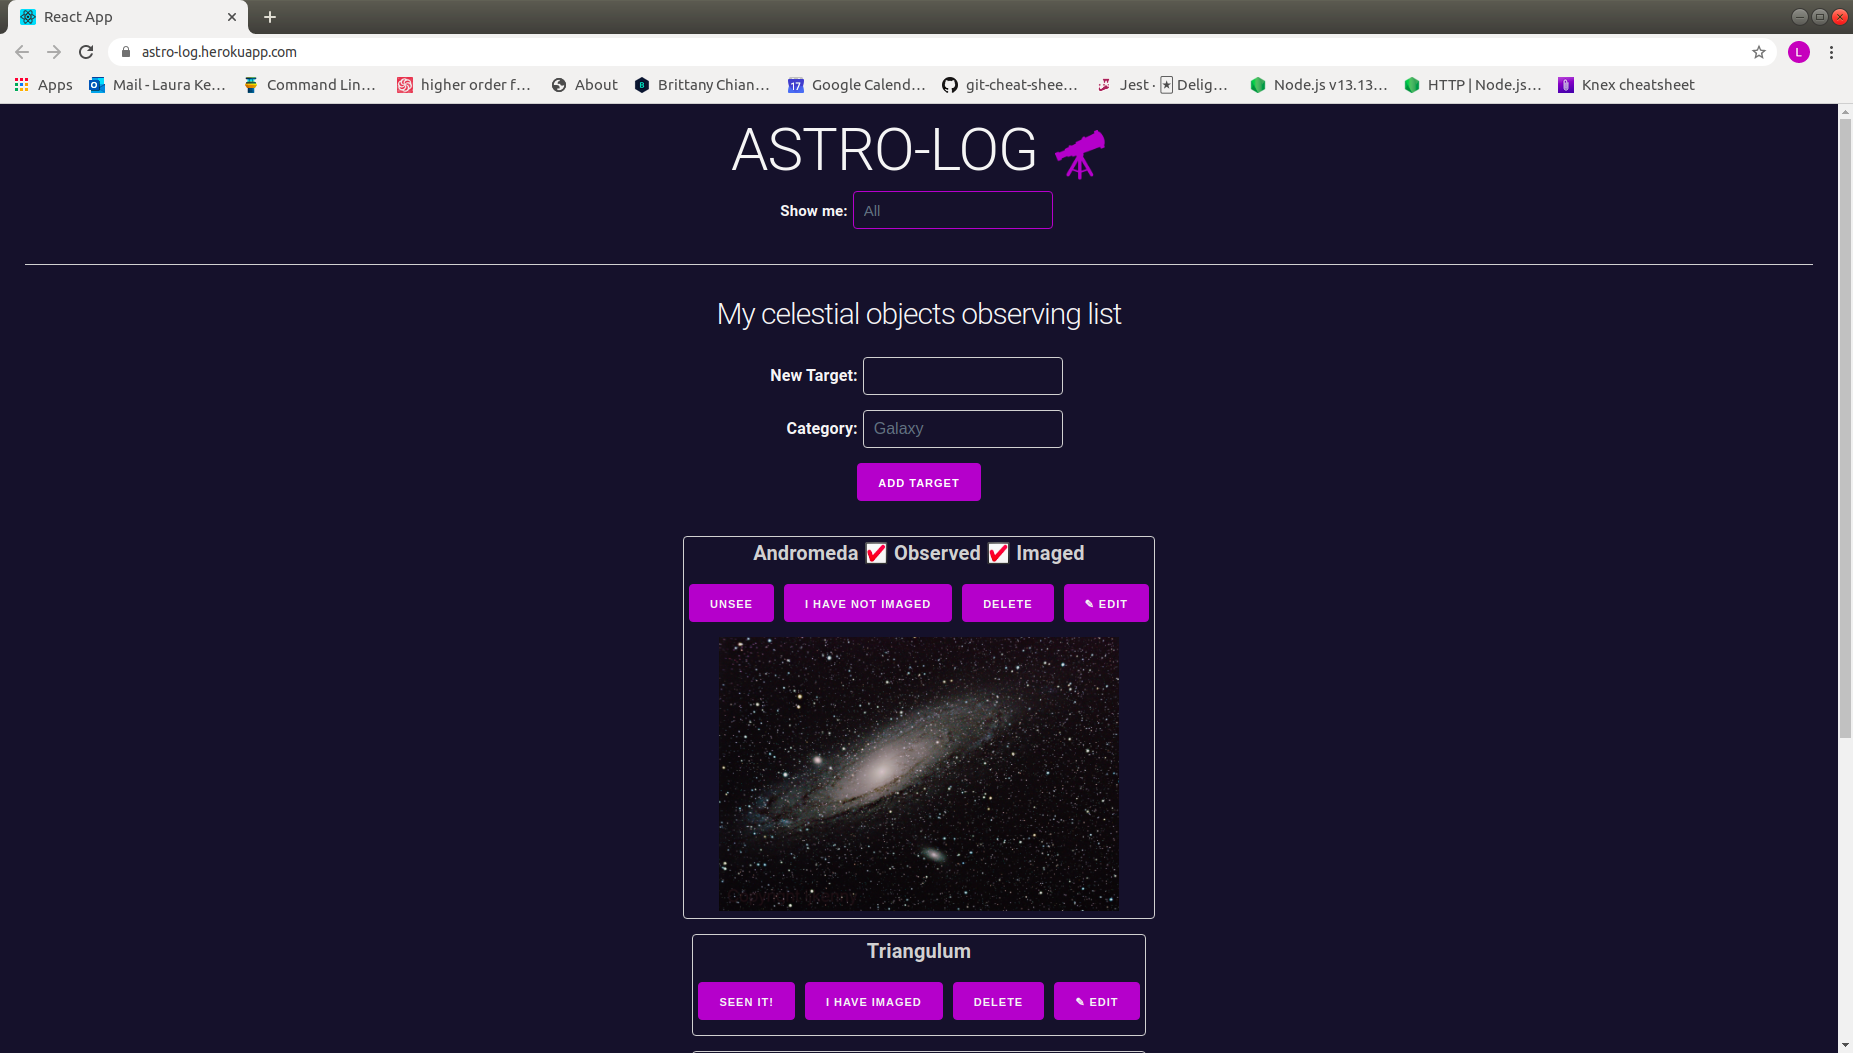 React App
astro-log.herokuapp.com
L
Apps Mail - Laura Ke... Command Lin... higher order f... About Brittany Chian... Google Calend... git-cheat-shee... Jest · Delig... Node.js v13.13... HTTP | Node.js... Knex cheatsheet
ASTRO-LOG
Show me: All
My celestial objects observing list
New Target:
Category: Galaxy
ADD TARGET
Andromeda ✔ Observed ✔ Imaged
UNSEE I HAVE NOT IMAGED DELETE ✎ EDIT
Triangulum
SEEN IT! I HAVE IMAGED DELETE ✎ EDIT